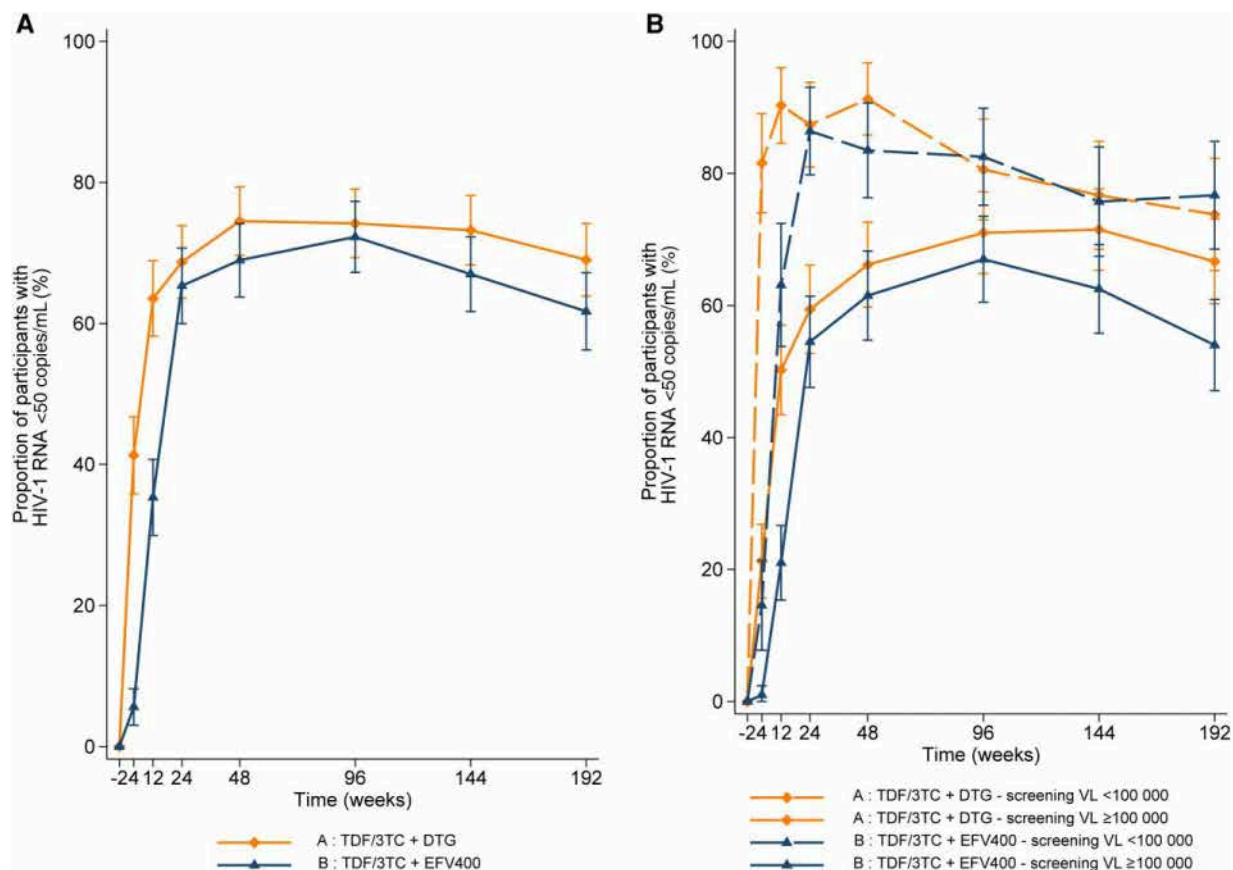 A
100
80
60
40
20
0
Proportion of participants with
HIV-1 RNA <50 copies/mL (%)
-2 4 12 24 48 96 144 192
Time (weeks)
A : TDF/3TC + DTG
B : TDF/3TC + EFV400
B
100
80
60
40
20
0
Proportion of participants with
HIV-1 RNA <50 copies/mL (%)
-2 4 12 24 48 96 144 192
Time (weeks)
A : TDF/3TC + DTG - screening VL <100 000
A : TDF/3TC + DTG - screening VL ≥100 000
B : TDF/3TC + EFV400 - screening VL <100 000
B : TDF/3TC + EFV400 - screening VL ≥100 000